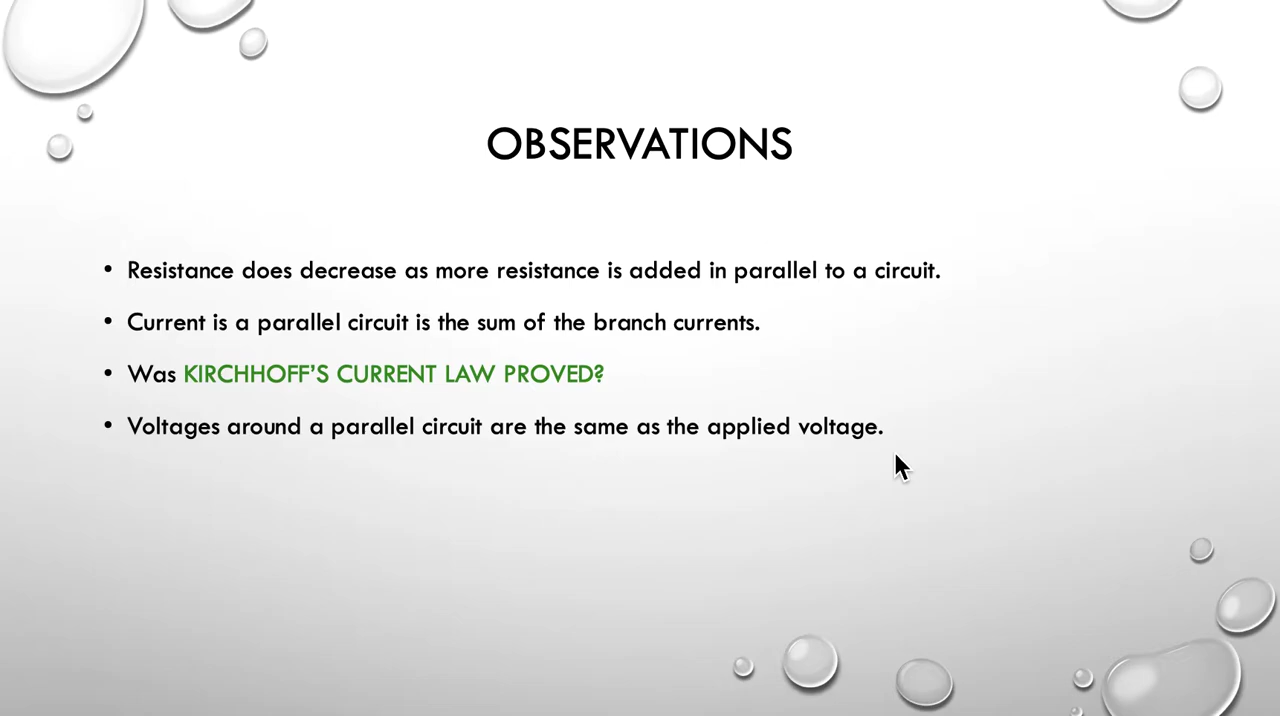 OBSERVATIONS
• Resistance does decrease as more resistance is added in parallel to a circuit.
• Current is a parallel circuit is the sum of the branch currents.
• Was KIRCHHOFF'S CURRENT LAW PROVED?
• Voltages around a parallel circuit are the same as the applied voltage.